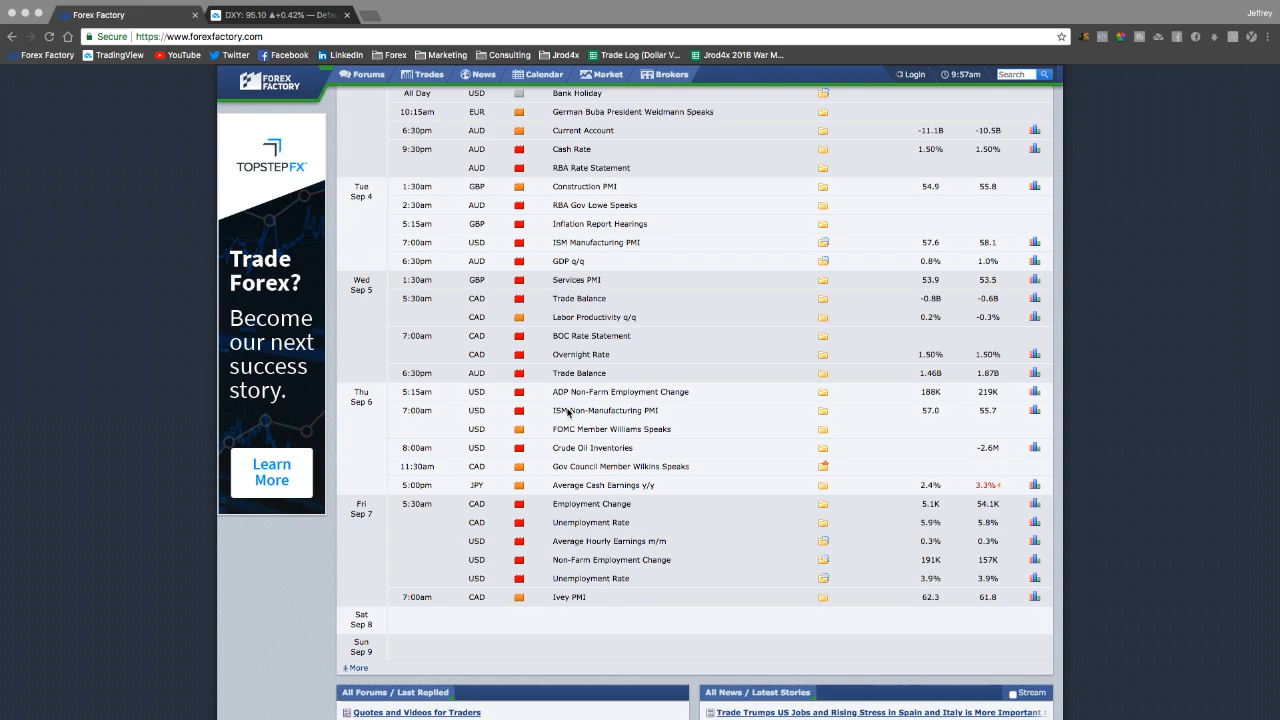 Forex Factory
DXY: 95.10 ▲+0.42% — Defa
Jeffrey
Secure | https://www.forexfactory.com
Forex Factory TradingView YouTube Twitter Facebook LinkedIn Forex Marketing Consulting Jrod4x Trade Log (Dollar V... Jrod4x 2018 War M...
FOREX FACTORY
Forums Trades News Calendar Market Brokers Login 9:57am Search
All Day USD Bank Holiday
10:15am EUR German Buba President Weidmann Speaks
6:30pm AUD Current Account -11.1B -10.5B
9:30pm AUD Cash Rate 1.50% 1.50%
AUD RBA Rate Statement
Tue Sep 4 1:30am GBP Construction PMI 54.9 55.8
2:30am AUD RBA Gov Lowe Speaks
5:15am GBP Inflation Report Hearings
7:00am USD ISM Manufacturing PMI 57.6 58.1
6:30pm AUD GDP q/q 0.8% 1.0%
Wed Sep 5 1:30am GBP Services PMI 53.9 53.5
5:30am CAD Trade Balance -0.8B -0.6B
CAD Labor Productivity q/q 0.2% -0.3%
7:00am CAD BOC Rate Statement
CAD Overnight Rate 1.50% 1.50%
6:30pm AUD Trade Balance 1.46B 1.87B
Thu Sep 6 5:15am USD ADP Non-Farm Employment Change 188K 219K
7:00am USD ISM Non-Manufacturing PMI 57.0 55.7
USD FOMC Member Williams Speaks
8:00am USD Crude Oil Inventories -2.6M
11:30am CAD Gov Council Member Wilkins Speaks
5:00pm JPY Average Cash Earnings y/y 2.4% 3.3%
Fri Sep 7 5:30am CAD Employment Change 5.1K 54.1K
CAD Unemployment Rate 5.9% 5.8%
USD Average Hourly Earnings m/m 0.3% 0.3%
USD Non-Farm Employment Change 191K 157K
USD Unemployment Rate 3.9% 3.9%
7:00am CAD Ivey PMI 62.3 61.8
Sat Sep 8
Sun Sep 9
More
TOPSTEPFX
Trade
Forex?
Become
our next
success
story.
Learn
More
All Forums / Last Replied
Quotes and Videos for Traders
All News / Latest Stories Stream
Trade Trumps US Jobs and Rising Stress in Spain and Italy is More Important